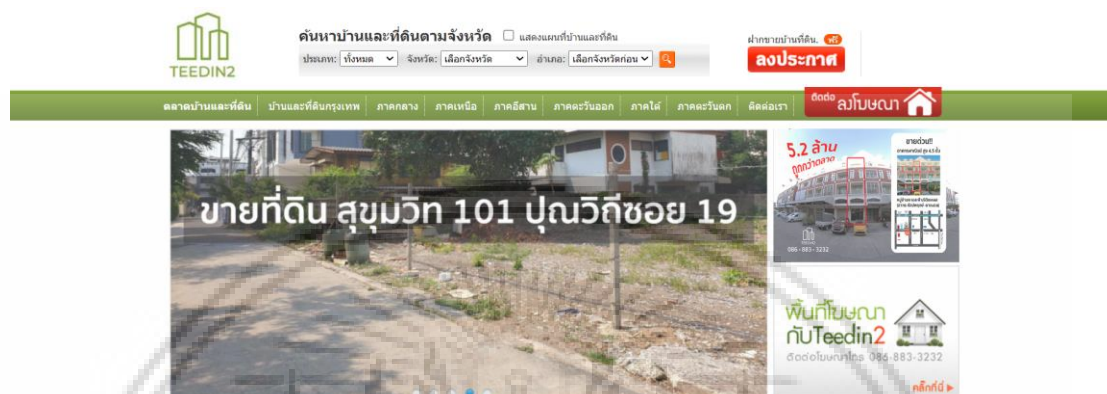 TEEDIN2
ค้นหาบ้านและที่ดินตามจังหวัด แสดงแผนที่บ้านและที่ดิน
ประเภท: ทั้งหมด จังหวัด: เลือกจังหวัด อำเภอ: เลือกจังหวัดก่อน
ฝากขายบ้านที่ดิน. ฟรี
ลงประกาศ
ตลาดบ้านและที่ดิน บ้านและที่ดินกรุงเทพ ภาคกลาง ภาคเหนือ ภาคอีสาน ภาคตะวันออก ภาคใต้ ภาคตะวันตก ติดต่อเรา ติดต่อ ลงโฆษณา
ขายที่ดิน สุขุมวิท 101 ปุณวิถีซอย 19
5.2 ล้าน
ถูกกว่าตลาด
ขายด่วน!!
TEEDIN2
086-883-3232
พื้นที่โฆษณา
กับTeedin2
ติดต่อโฆษณาโทร 086-883-3232
คลิ๊กที่นี่